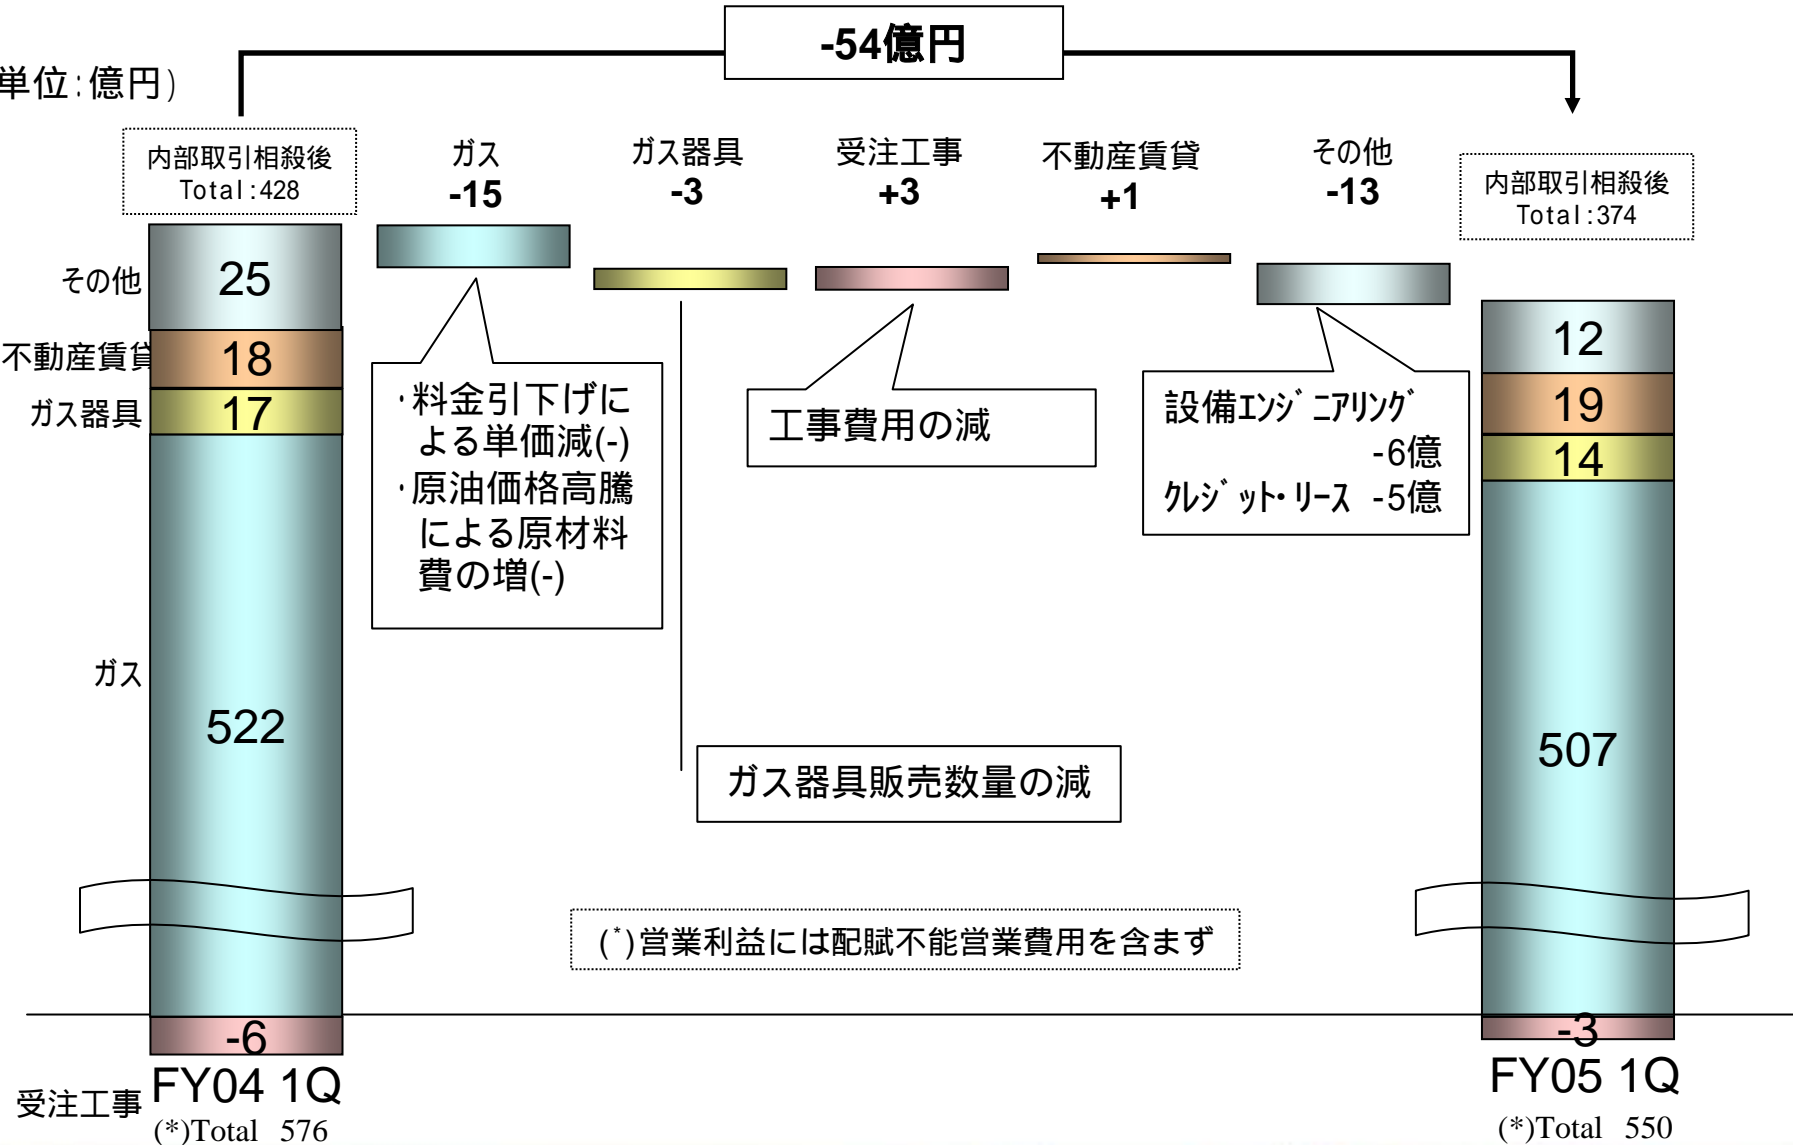 -54億円
単位:億円)
内部取引相殺後
Total:428
ガス
-15
ガス器具
-3
受注工事
+3
不動産賃貸
+1
その他
-13
内部取引相殺後
Total:374
その他
25
不動産賃貸
18
ガス器具
17
ガス
522
-6
受注工事
FY04 1Q
(*)Total 576
・料金引下げに
よる単価減(-)
・原油価格高騰
による原材料
費の増(-)
ガス器具販売数量の減
工事費用の減
設備ｴﾝｼﾞﾆｱﾘﾝｸﾞ
-6億
ｸﾚｼﾞｯﾄ・ﾘｰｽ -5億
(*)営業利益には配賦不能営業費用を含まず
12
19
14
507
-3
FY05 1Q
(*)Total 550